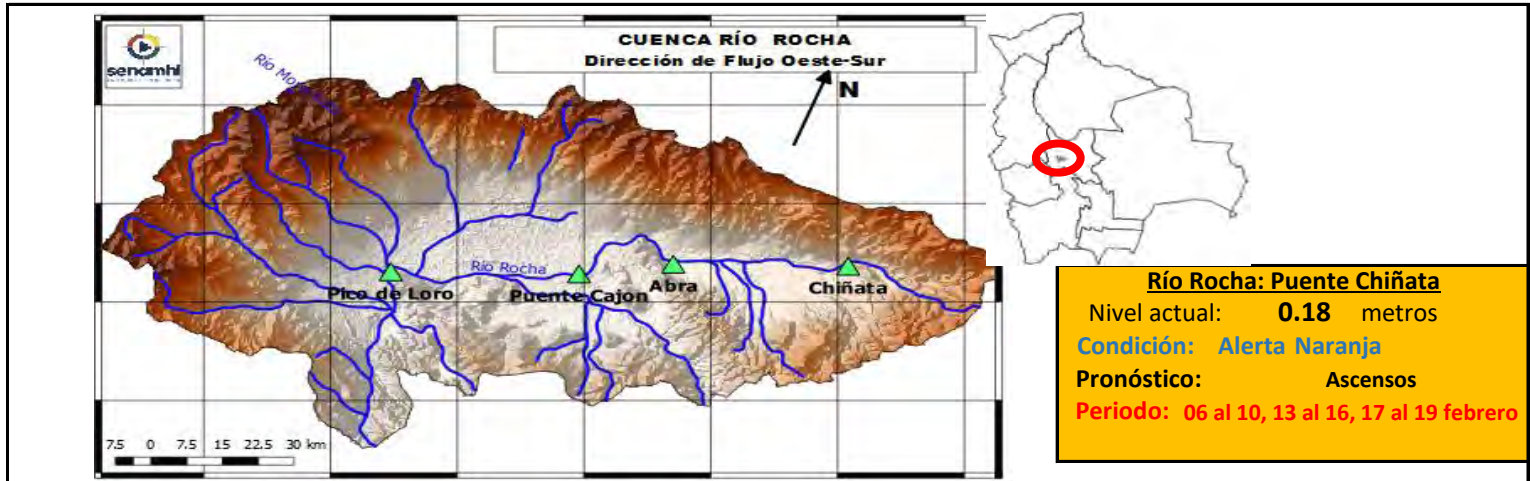 senamhi
CUENCA RÍO ROCHA
Dirección de Flujo Oeste-Sur
N
Río Rocha
Pico de Loro
Puente Cajon
Abra
Chiñata
7.5 0 7.5 15 22.5 30 km
Río Rocha: Puente Chiñata
Nivel actual: 0.18 metros
Condición: Alerta Naranja
Pronóstico: Ascensos
Periodo: 06 al 10, 13 al 16, 17 al 19 febrero